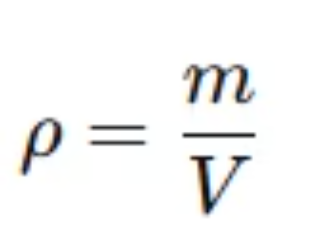 ρ = m/V